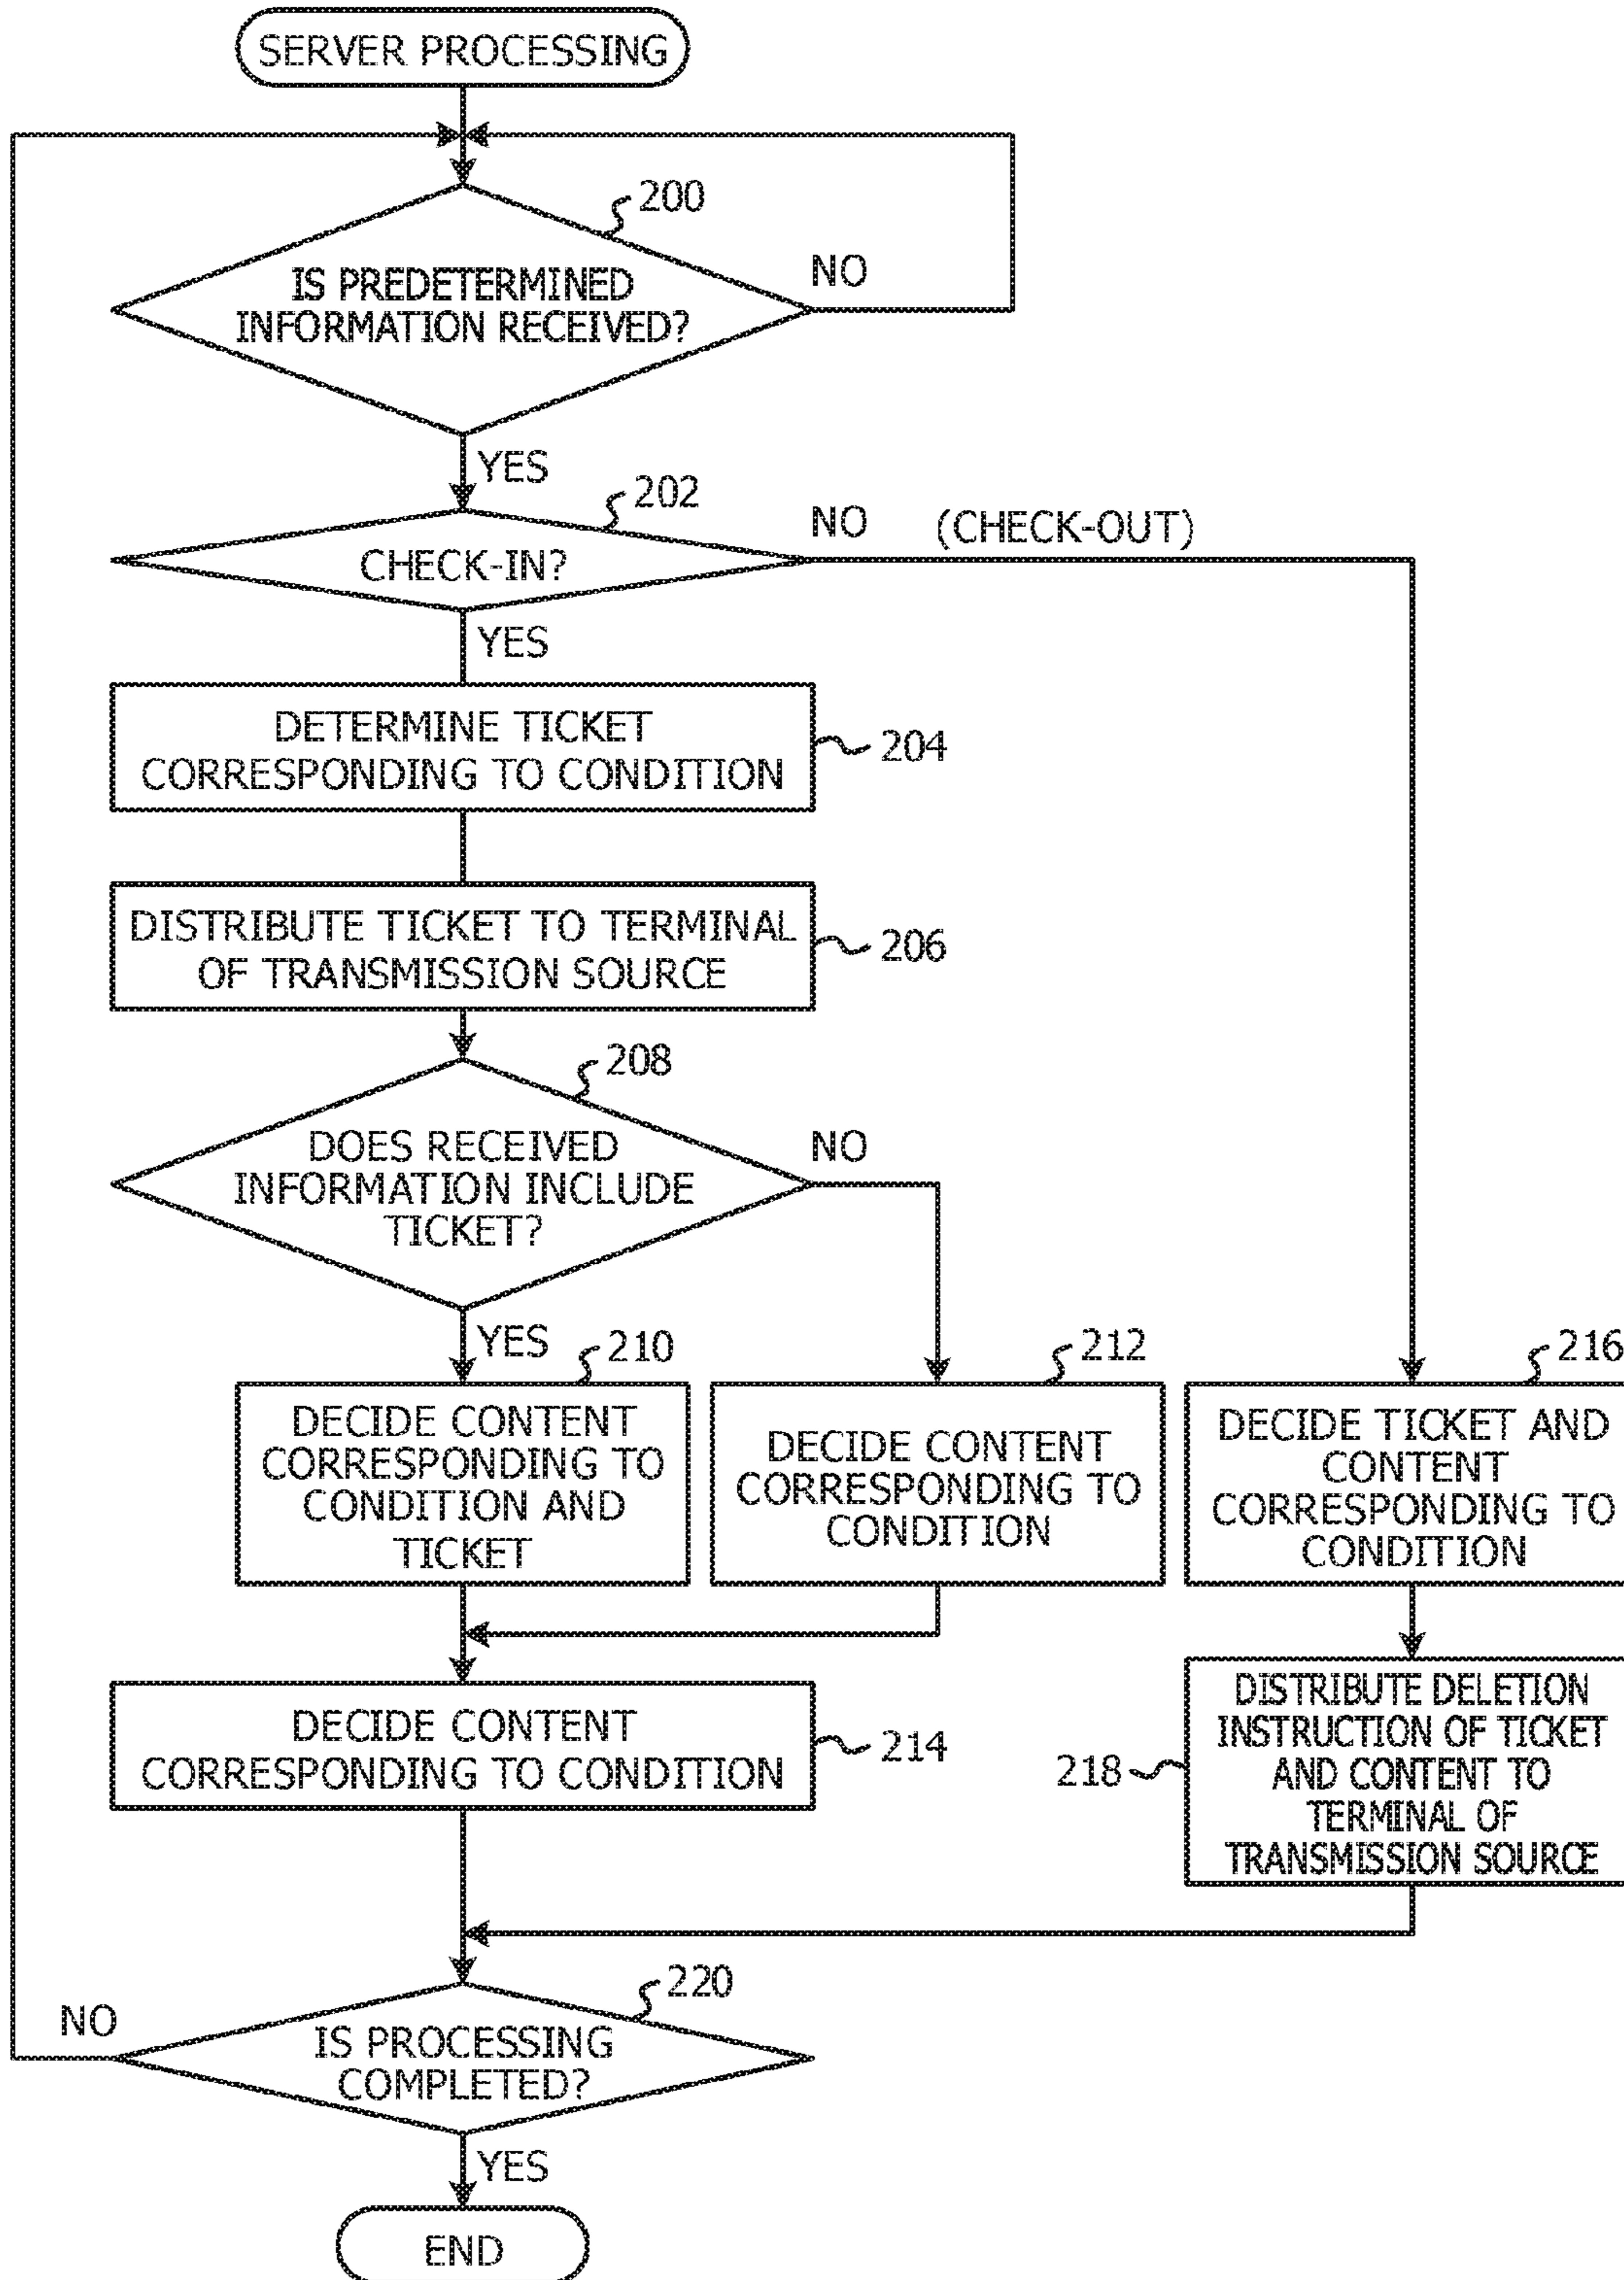 SERVER PROCESSING
200
IS PREDETERMINED
INFORMATION RECEIVED?
NO
YES
202
CHECK-IN?
NO (CHECK-OUT)
YES
DETERMINE TICKET
CORRESPONDING TO CONDITION
204
DISTRIBUTE TICKET TO TERMINAL
OF TRANSMISSION SOURCE
206
208
DOES RECEIVED
INFORMATION INCLUDE
TICKET?
NO
YES
210
DECIDE CONTENT
CORRESPONDING TO
CONDITION AND
TICKET
212
DECIDE CONTENT
CORRESPONDING TO
CONDITION
216
DECIDE TICKET AND
CONTENT
CORRESPONDING TO
CONDITION
DECIDE CONTENT
CORRESPONDING TO CONDITION
214
218
DISTRIBUTE DELETION
INSTRUCTION OF TICKET
AND CONTENT TO
TERMINAL OF
TRANSMISSION SOURCE
220
IS PROCESSING
COMPLETED?
NO
YES
END